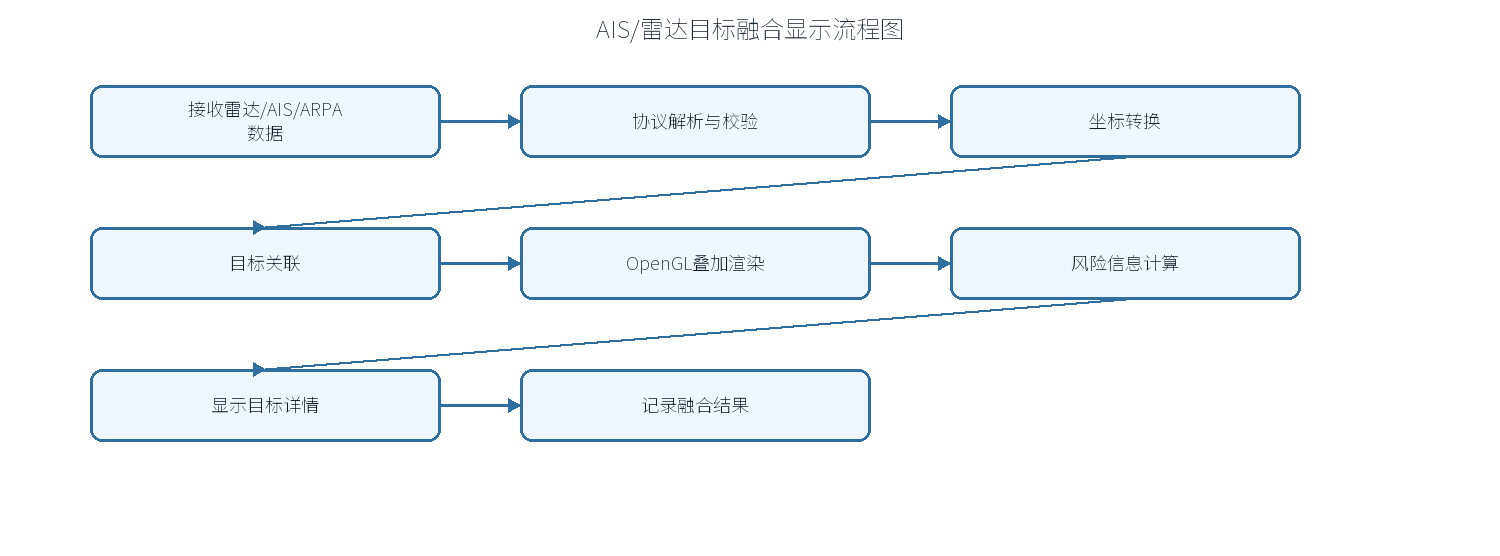 AIS/雷达目标融合显示流程图
接收雷达/AIS/ARPA
数据
协议解析与校验
坐标转换
目标关联
OpenGL叠加渲染
风险信息计算
显示目标详情
记录融合结果